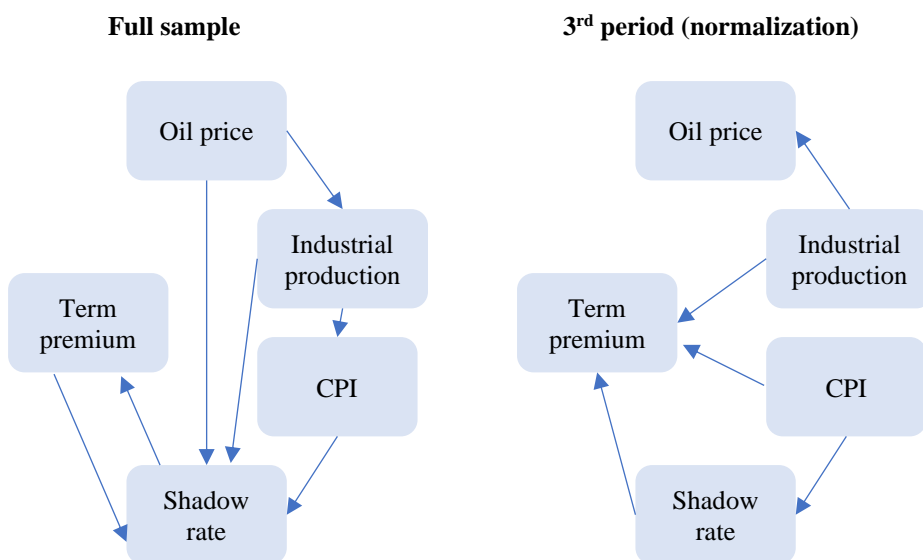 Full sample
Oil price
Industrial
production
Term
premium
CPI
Shadow
rate
3rd period (normalization)
Oil price
Industrial
production
Term
premium
CPI
Shadow
rate